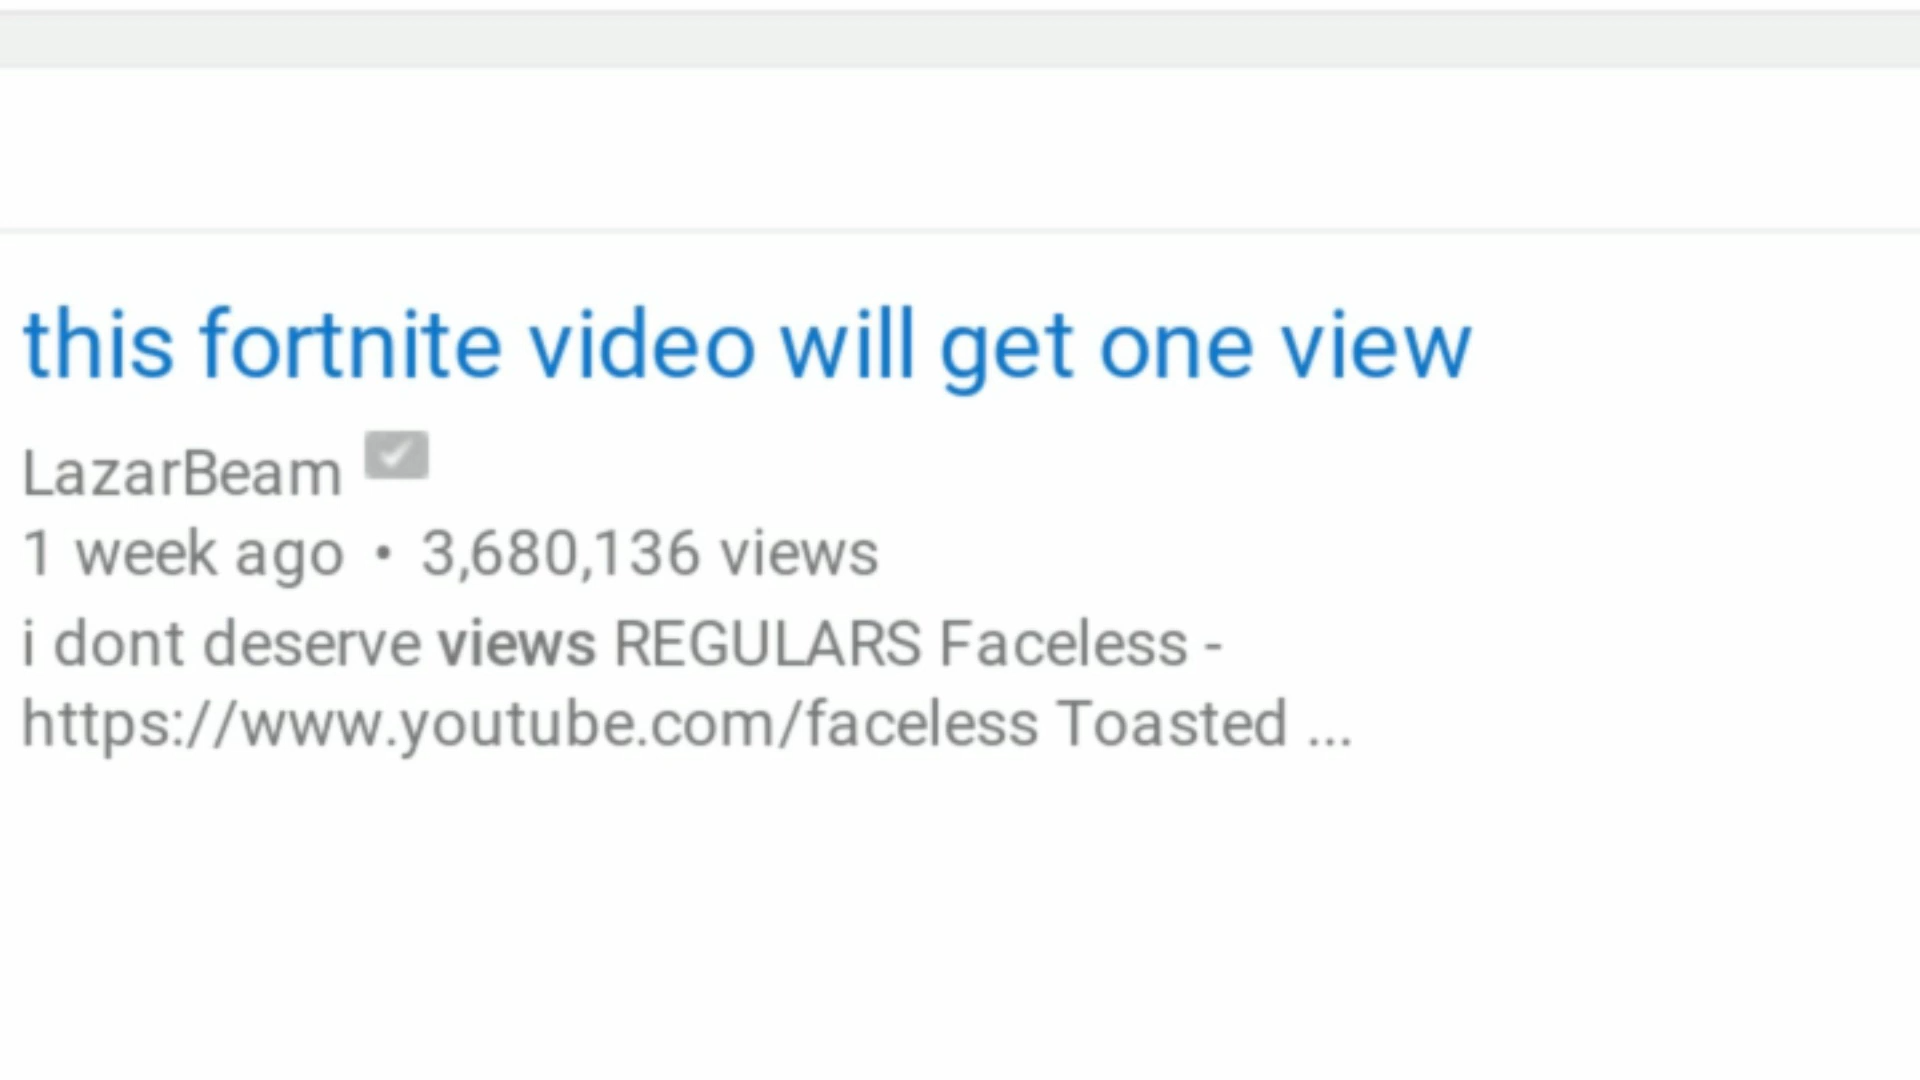 this fortnite video will get one view
LazarBeam
1 week ago • 3,680,136 views
i dont deserve views REGULARS Faceless -
https://www.youtube.com/faceless Toasted ...